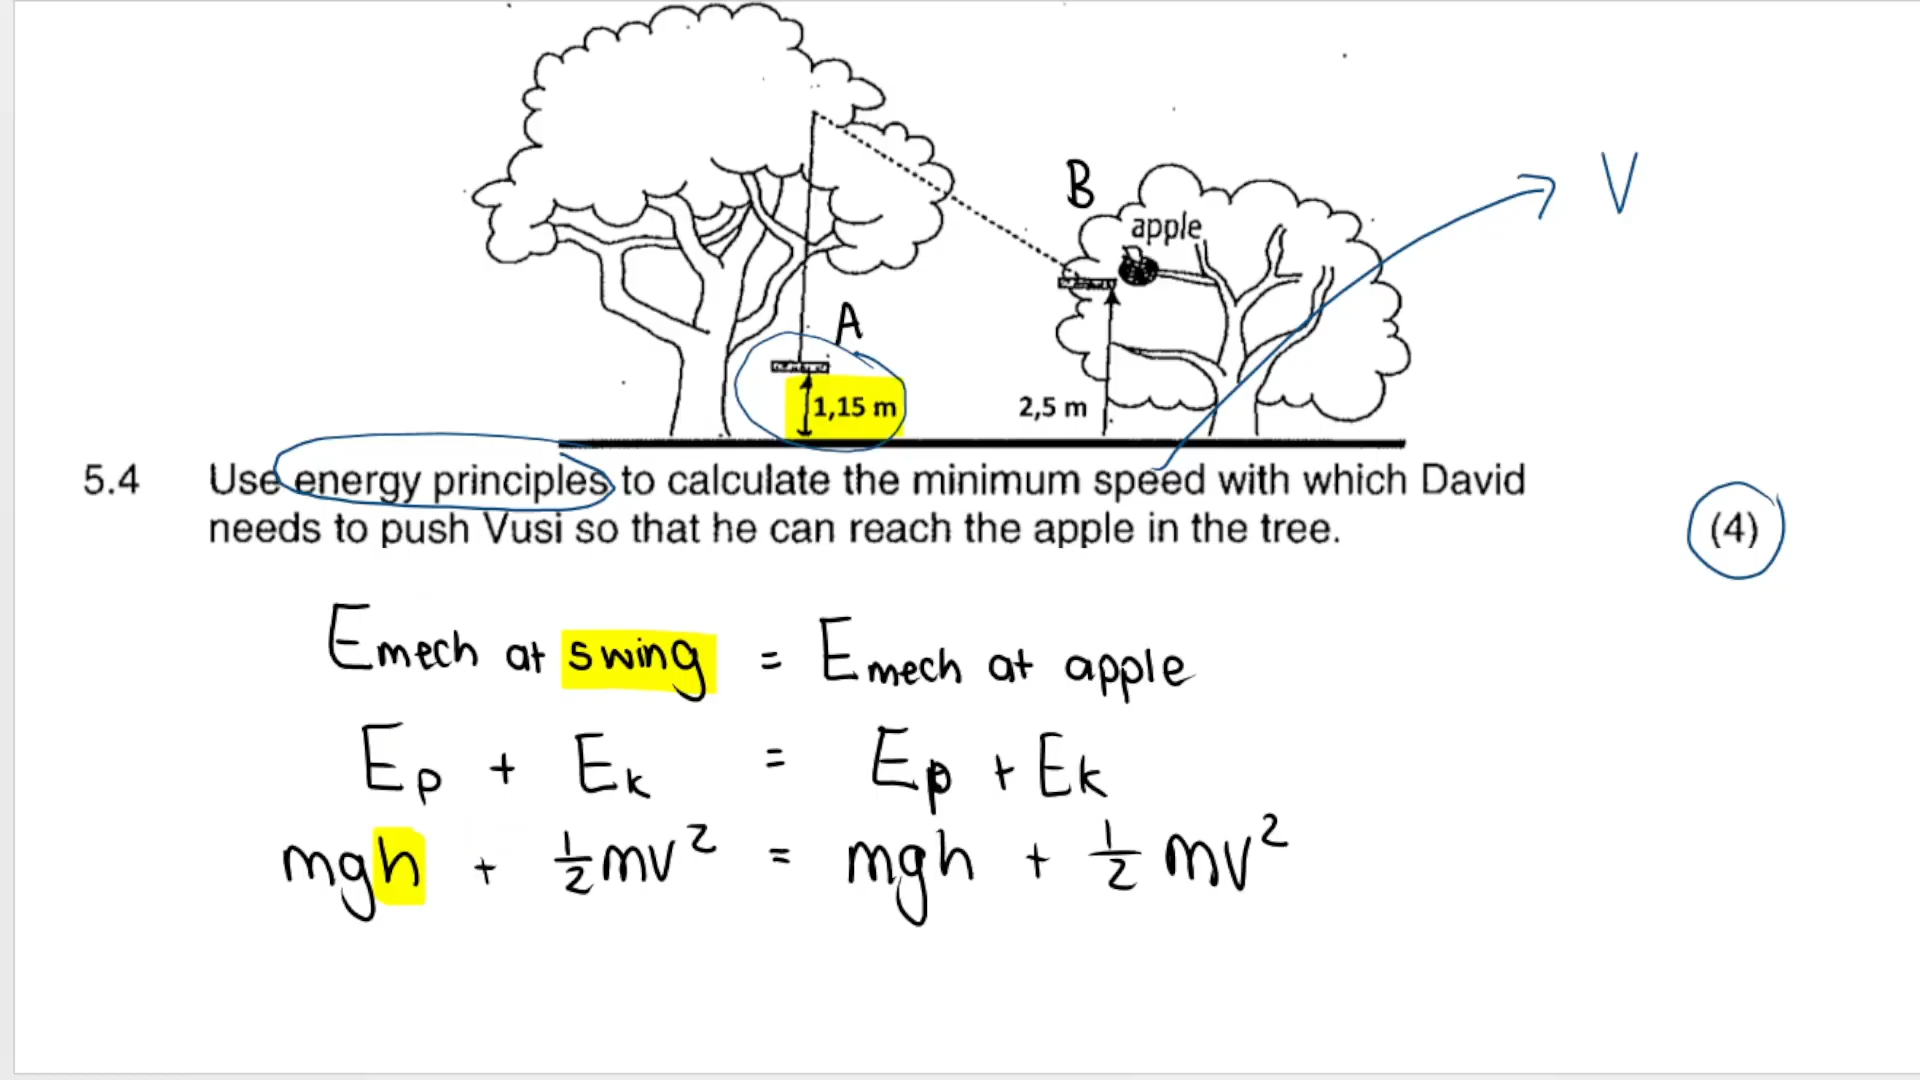 B
V
apple
A
1,15 m
2,5 m
5.4 Use energy principles to calculate the minimum speed with which David
needs to push Vusi so that he can reach the apple in the tree. (4)
Emech at swing = Emech at apple
Ep + Ek = Ep + Ek
mgh + ½mv² = mgh + ½mv²